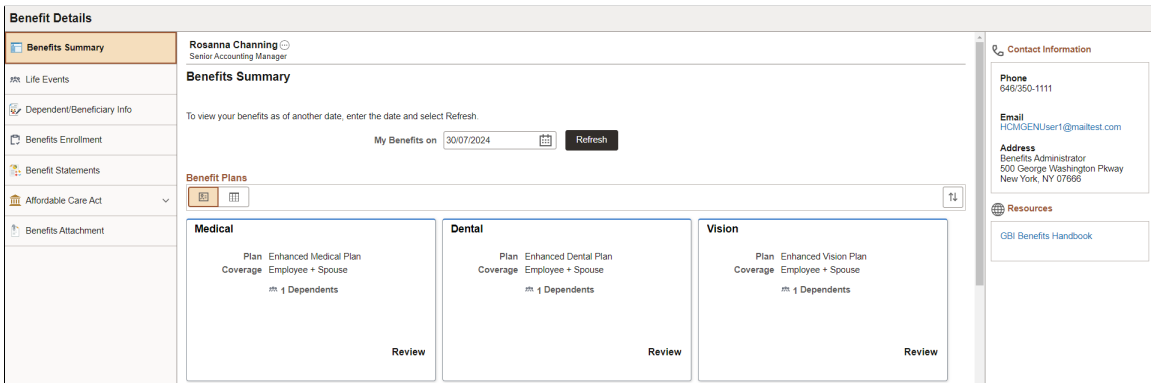 Benefit Details
Benefits Summary
Life Events
Dependent/Beneficiary Info
Benefits Enrollment
Benefit Statements
Affordable Care Act
Benefits Attachment
Rosanna Channing
Senior Accounting Manager
Benefits Summary
To view your benefits as of another date, enter the date and select Refresh.
My Benefits on 30/07/2024 Refresh
Benefit Plans
Medical
Plan Enhanced Medical Plan
Coverage Employee + Spouse
1 Dependents
Review
Dental
Plan Enhanced Dental Plan
Coverage Employee + Spouse
1 Dependents
Review
Vision
Plan Enhanced Vision Plan
Coverage Employee + Spouse
1 Dependents
Review
Contact Information
Phone
646/350-1111
Email
HCMGENUser1@mailtest.com
Address
Benefits Administrator
500 George Washington Pkway
New York, NY 07666
Resources
GBI Benefits Handbook